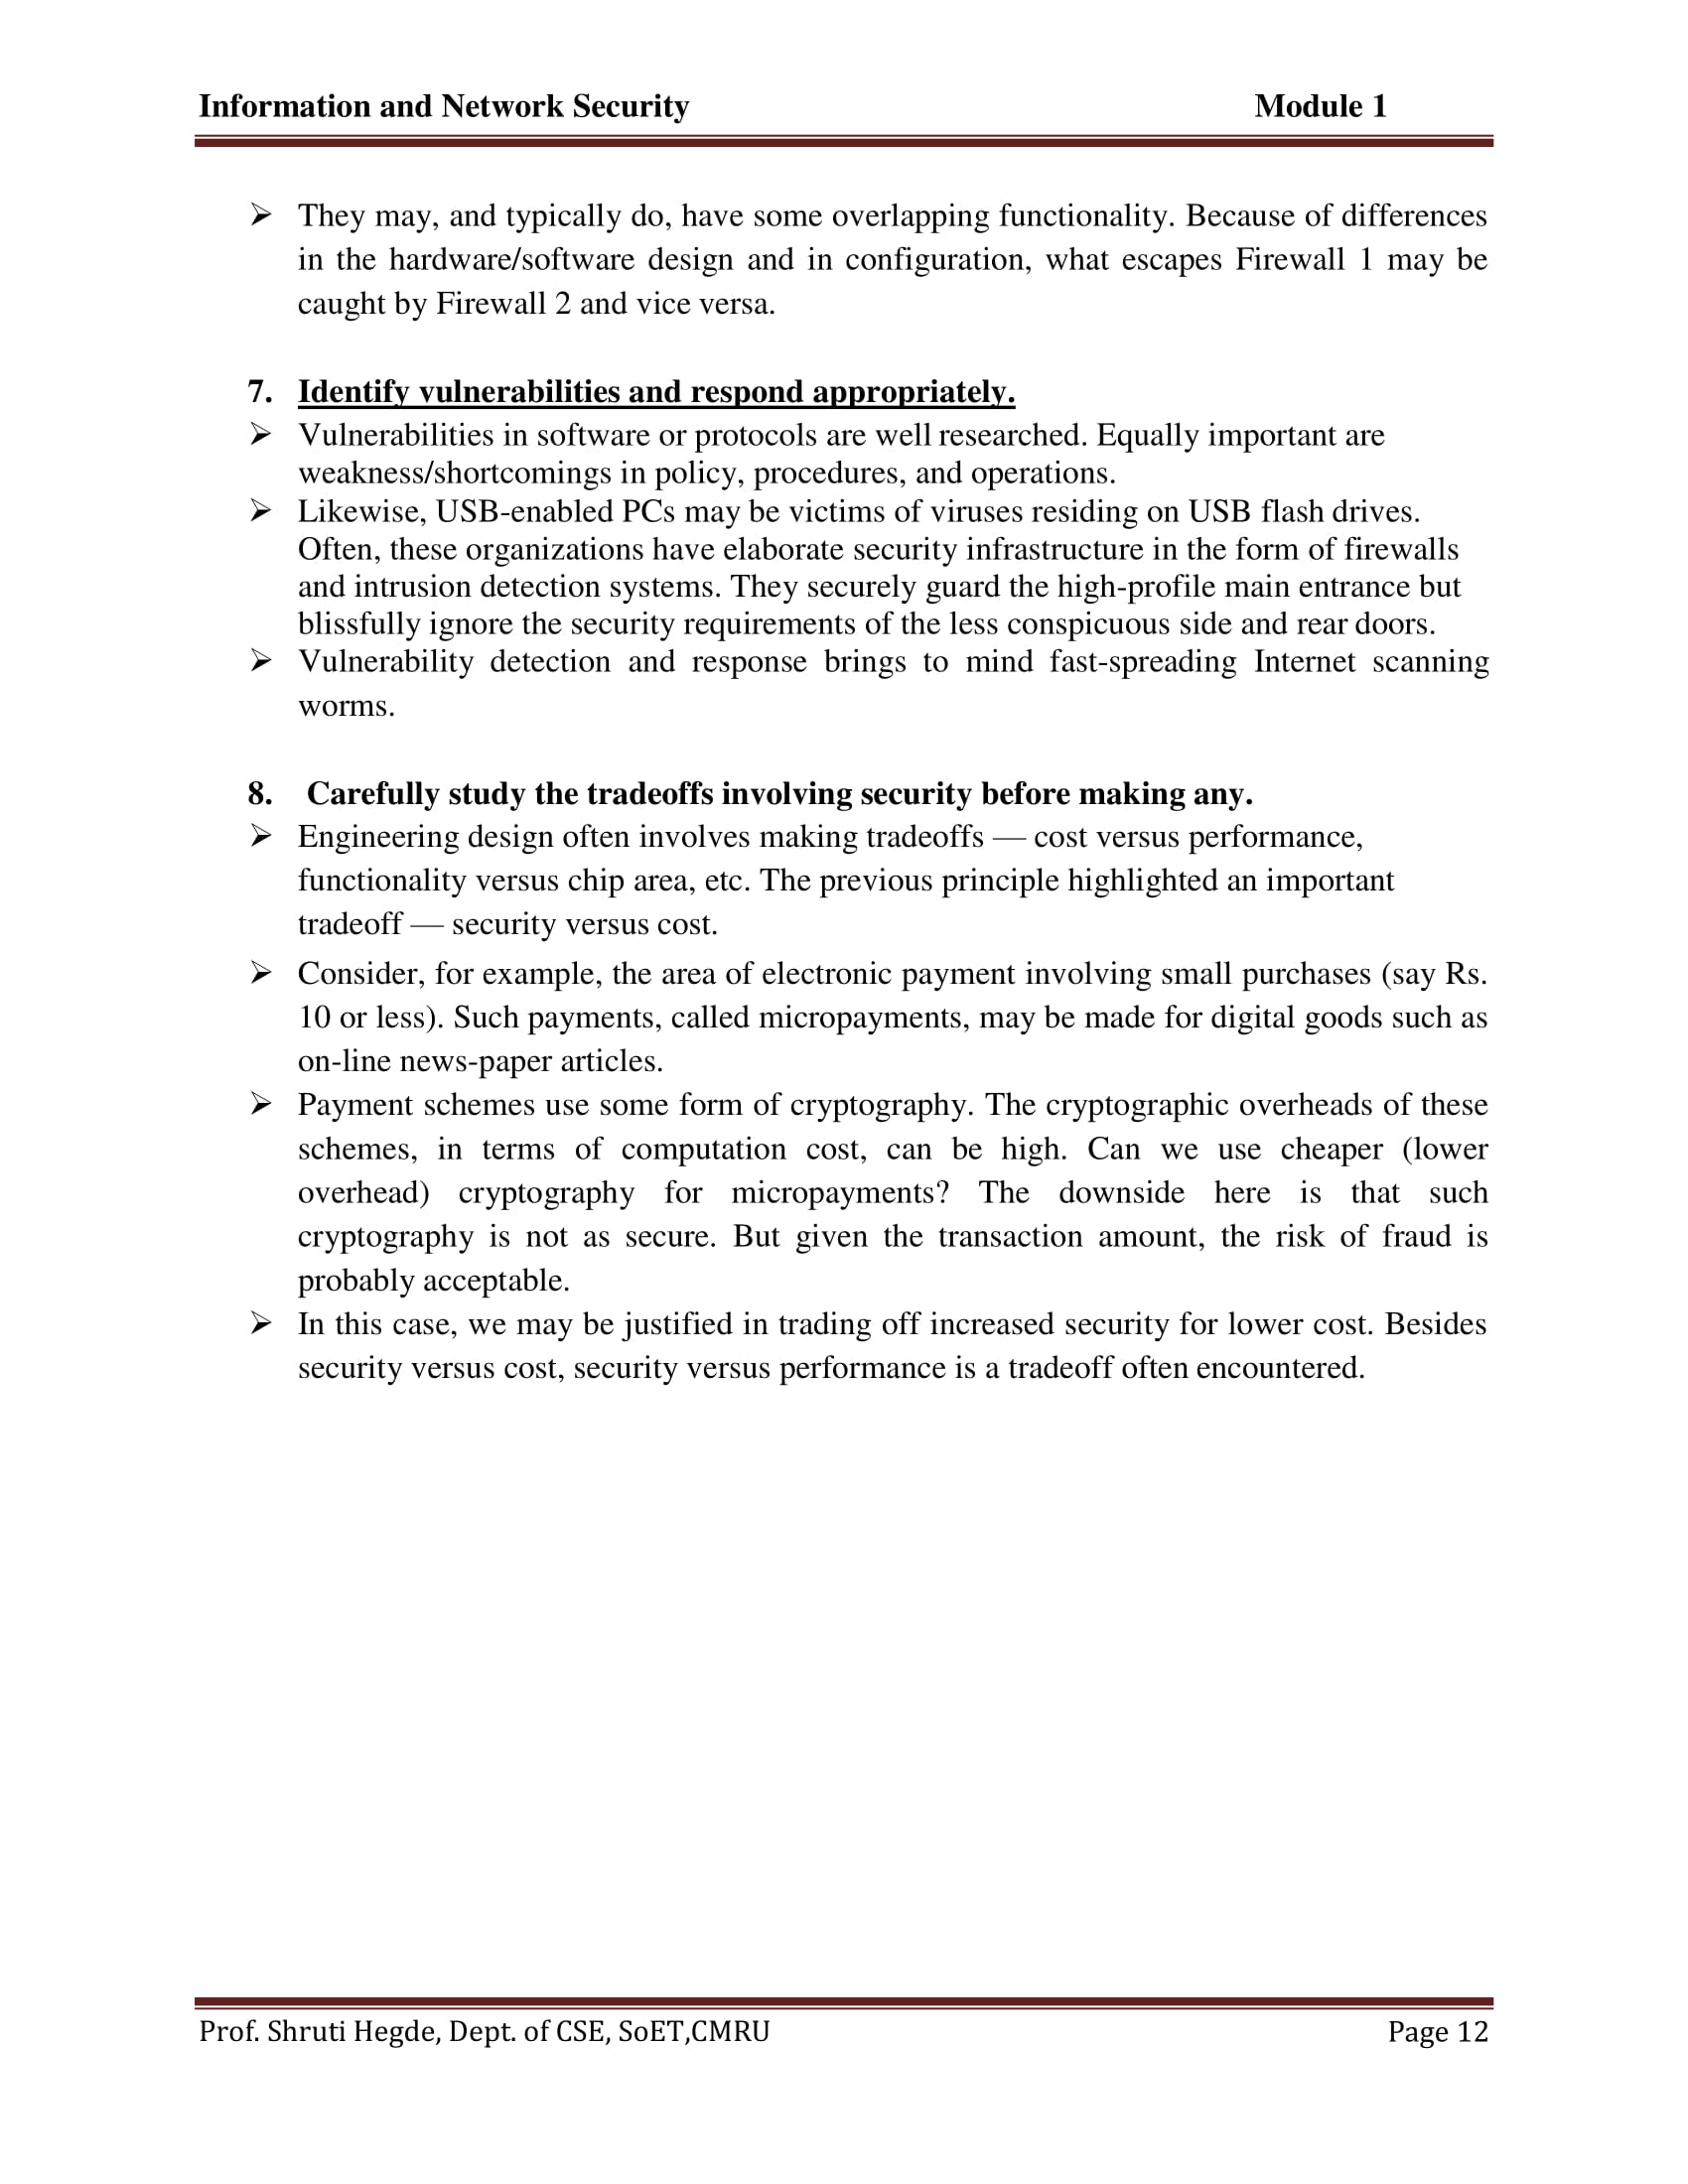 Information and Network Security Module 1
➢ They may, and typically do, have some overlapping functionality. Because of differences
in the hardware/software design and in configuration, what escapes Firewall 1 may be
caught by Firewall 2 and vice versa.
7. Identify vulnerabilities and respond appropriately.
➢ Vulnerabilities in software or protocols are well researched. Equally important are
weakness/shortcomings in policy, procedures, and operations.
➢ Likewise, USB-enabled PCs may be victims of viruses residing on USB flash drives.
Often, these organizations have elaborate security infrastructure in the form of firewalls
and intrusion detection systems. They securely guard the high-profile main entrance but
blissfully ignore the security requirements of the less conspicuous side and rear doors.
➢ Vulnerability detection and response brings to mind fast-spreading Internet scanning
worms.
8. Carefully study the tradeoffs involving security before making any.
➢ Engineering design often involves making tradeoffs — cost versus performance,
functionality versus chip area, etc. The previous principle highlighted an important
tradeoff — security versus cost.
➢ Consider, for example, the area of electronic payment involving small purchases (say Rs.
10 or less). Such payments, called micropayments, may be made for digital goods such as
on-line news-paper articles.
➢ Payment schemes use some form of cryptography. The cryptographic overheads of these
schemes, in terms of computation cost, can be high. Can we use cheaper (lower
overhead) cryptography for micropayments? The downside here is that such
cryptography is not as secure. But given the transaction amount, the risk of fraud is
probably acceptable.
➢ In this case, we may be justified in trading off increased security for lower cost. Besides
security versus cost, security versus performance is a tradeoff often encountered.
Prof. Shruti Hegde, Dept. of CSE, SoET,CMRU Page 12